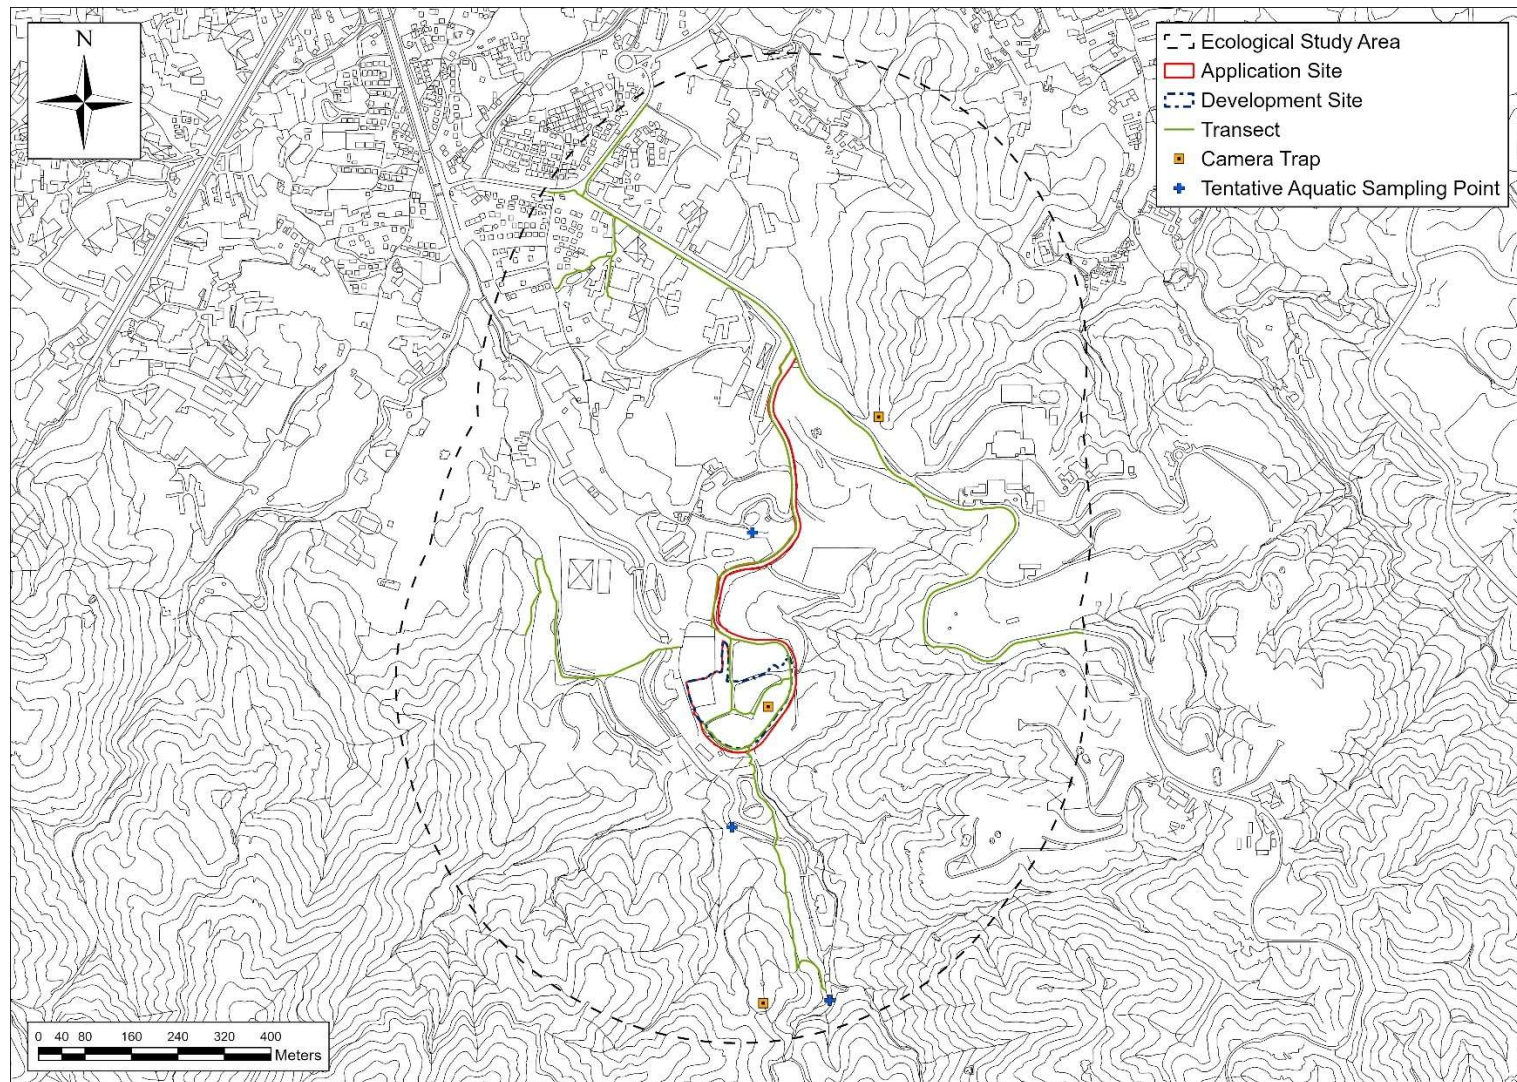 N
Ecological Study Area
Application Site
Development Site
Transect
Camera Trap
Tentative Aquatic Sampling Point
0 40 80 160 240 320 400
Meters